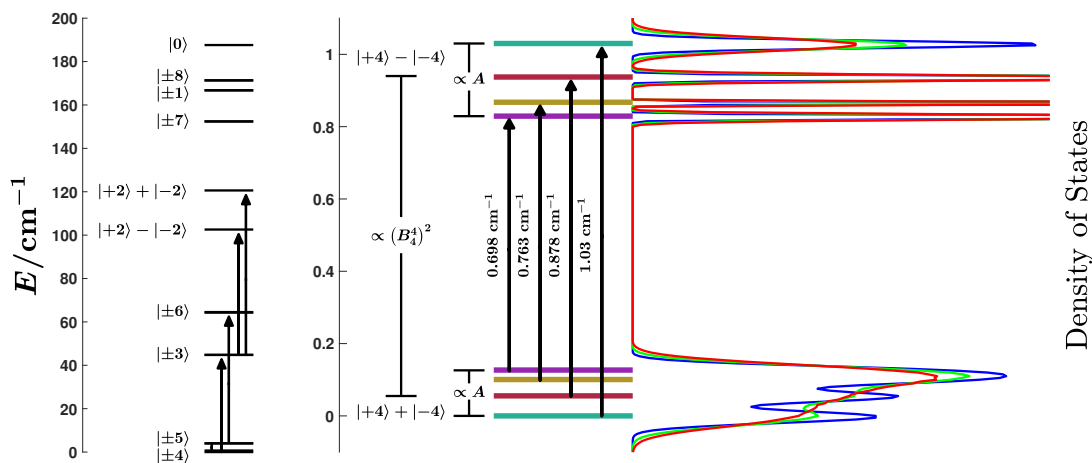 E/cm⁻¹
200
180
160
140
120
100
80
60
40
20
0
|0⟩
|±8⟩
|±1⟩
|±7⟩
|+2⟩ + |−2⟩
|+2⟩ − |−2⟩
|±6⟩
|±3⟩
|±5⟩
|±4⟩
1
0.8
0.6
0.4
0.2
0
|+4⟩ − |−4⟩
∝ A
∝ (B₄⁴)²
0.698 cm⁻¹
0.763 cm⁻¹
0.878 cm⁻¹
1.03 cm⁻¹
∝ A
|+4⟩ + |−4⟩
Density of States